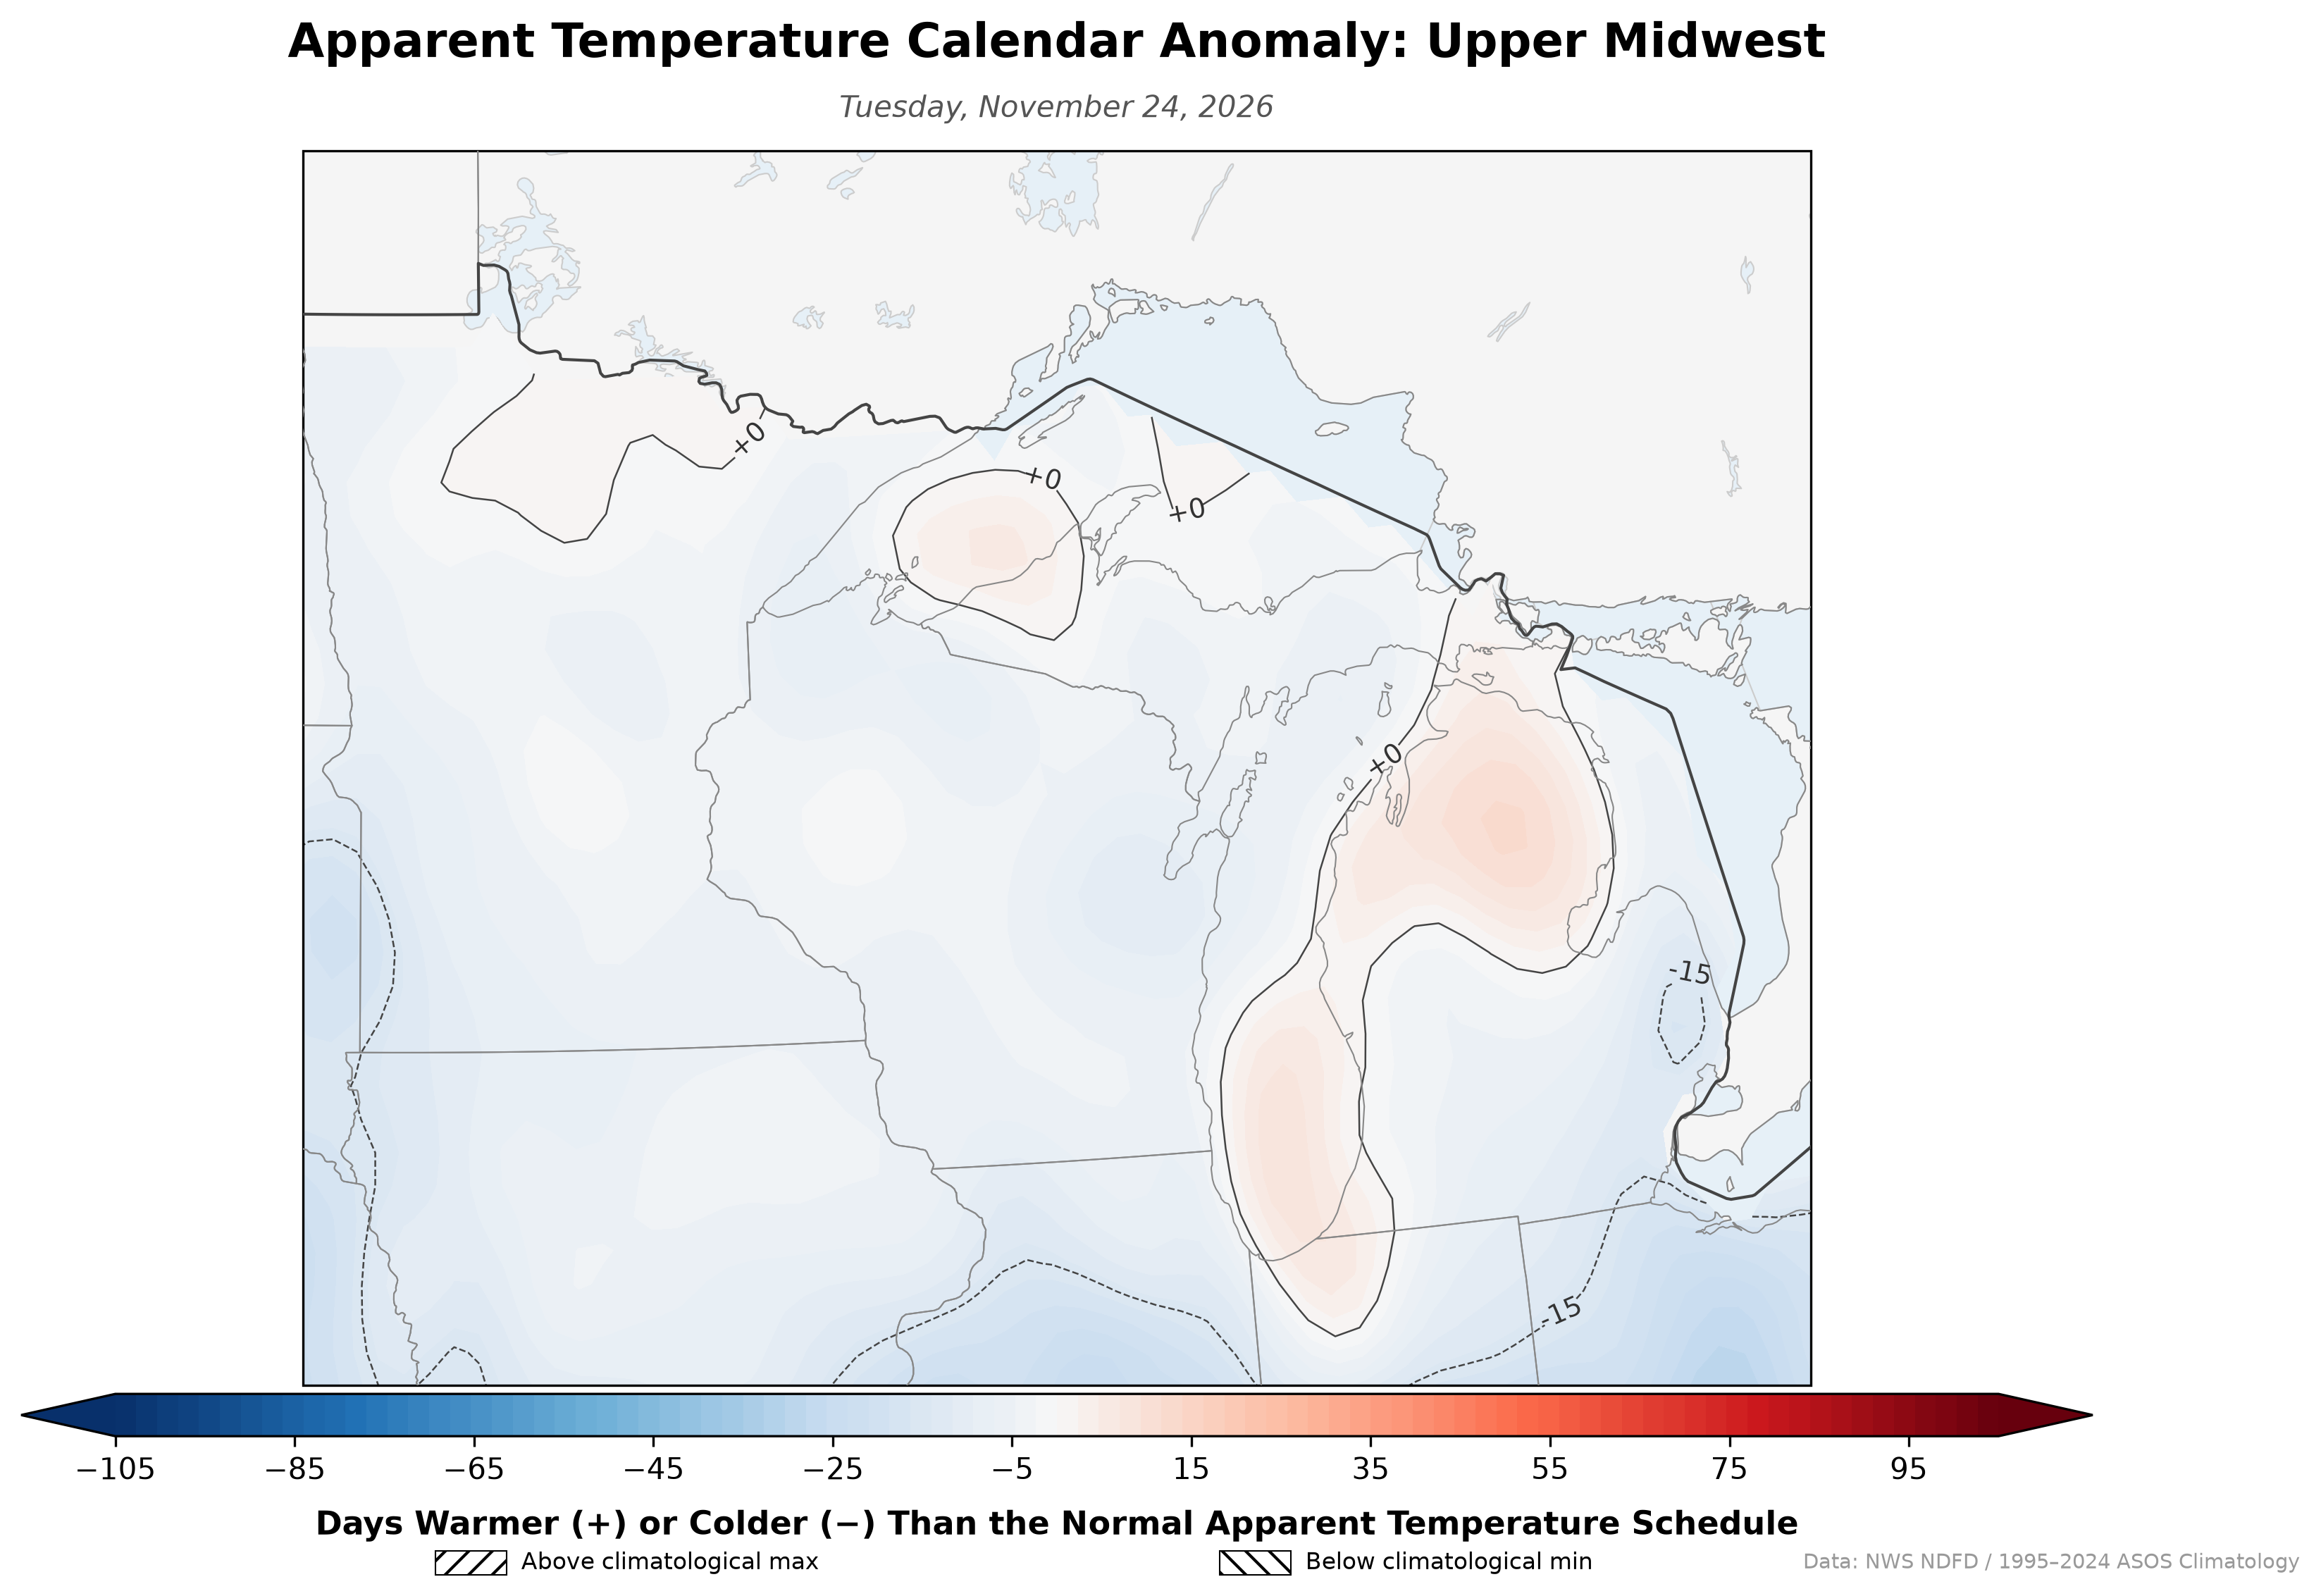 Apparent Temperature Calendar Anomaly: Upper Midwest
Tuesday, November 24, 2026
+0
+0
+0
+0
-15
-15
−105 −85 −65 −45 −25 −5 15 35 55 75 95
Days Warmer (+) or Colder (−) Than the Normal Apparent Temperature Schedule
Above climatological max
Below climatological min
Data: NWS NDFD / 1995–2024 ASOS Climatology